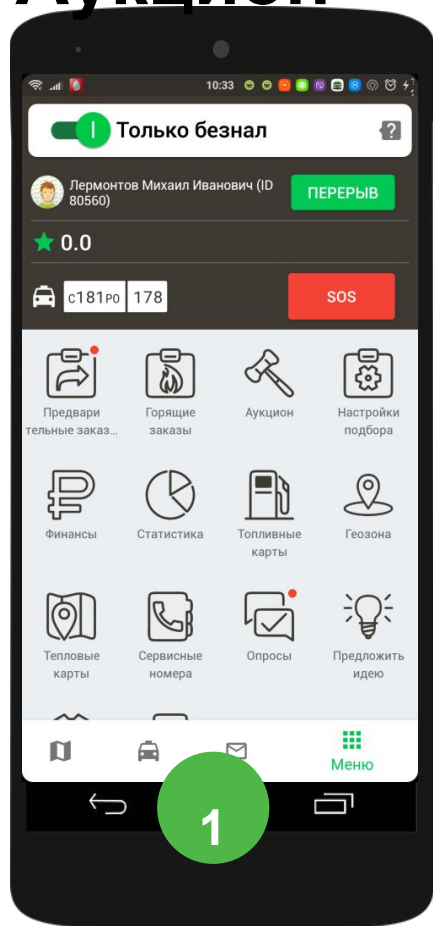 Аукцион
10:33
Только безнал
Лермонтов Михаил Иванович (ID
80560)
ПЕРЕРЫВ
0.0
с181РО 178
SOS
Предвари
тельные заказ...
Горящие
заказы
Аукцион
Настройки
подбора
Финансы
Статистика
Топливные
карты
Геозона
Тепловые
карты
Сервисные
номера
Опросы
Предложить
идею
Меню
1